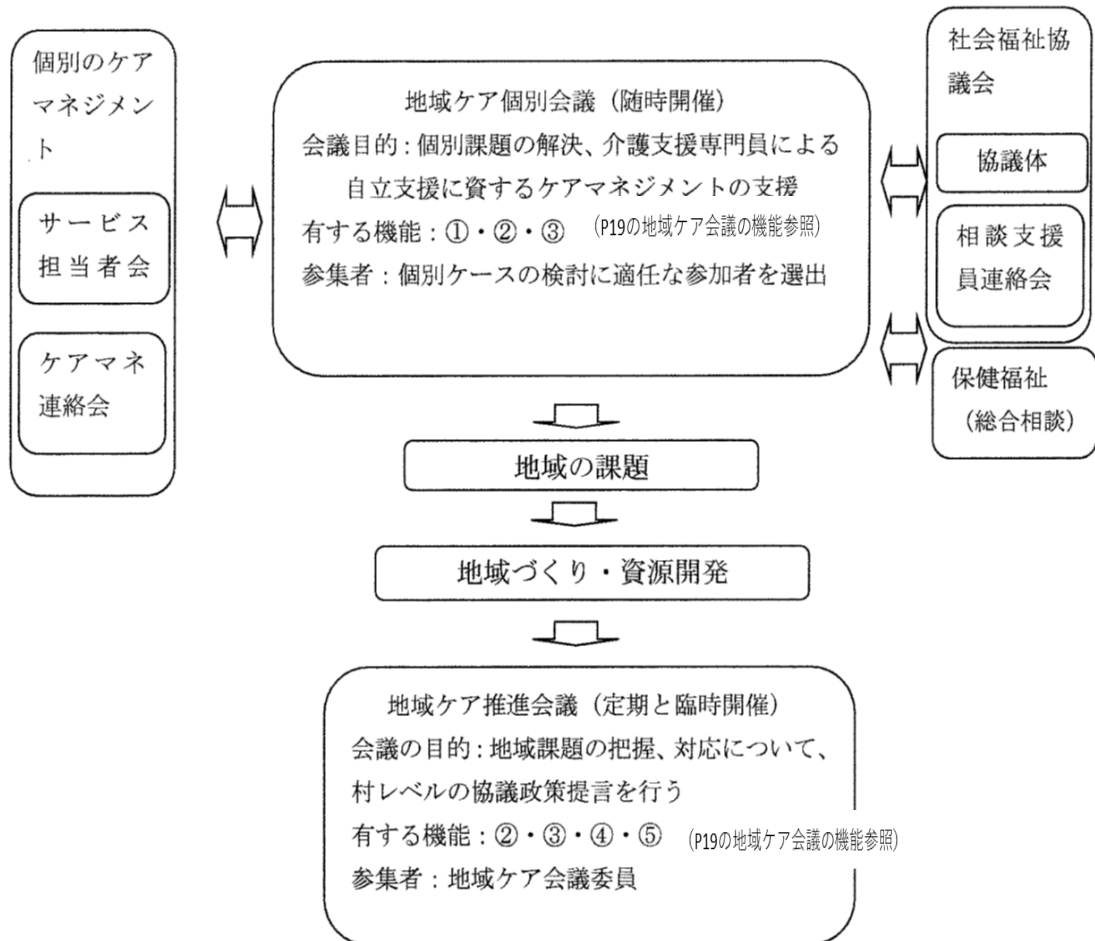 個別のケア
マネジメン
ト
サービス
担当者会
ケアマネ
連絡会
地域ケア個別会議（随時開催）
会議目的：個別課題の解決、介護支援専門員による
自立支援に資するケアマネジメントの支援
有する機能：①・②・③ （P19の地域ケア会議の機能参照）
参集者：個別ケースの検討に適任な参加者を選出
社会福祉協
議会
協議体
相談支援
員連絡会
保健福祉
（総合相談）
地域の課題
地域づくり・資源開発
地域ケア推進会議（定期と臨時開催）
会議の目的：地域課題の把握、対応について、
村レベルの協議政策提言を行う
有する機能：②・③・④・⑤ （P19の地域ケア会議の機能参照）
参集者：地域ケア会議委員